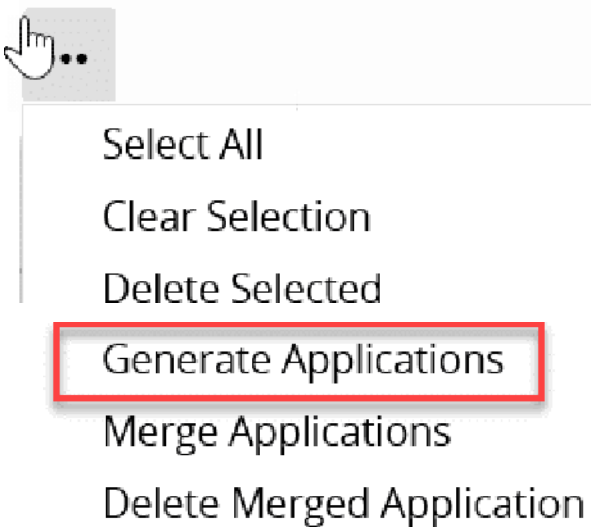 Select All
Clear Selection
Delete Selected
Generate Applications
Merge Applications
Delete Merged Application